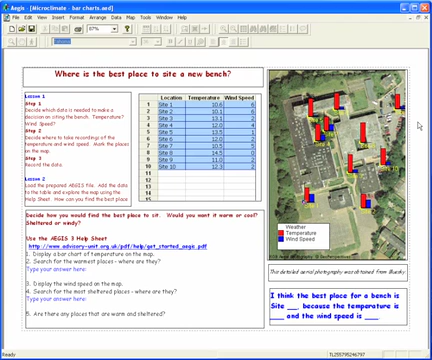 Aegis - [Microclimate - bar charts.aed]
File Edit View Insert Format Arrange Data Map Tools Window Help
87%
Where is the best place to site a new bench?
Lesson 1
Step 1
Decide which data is needed to make a
decision on citing the bench. Temperature?
Wind Speed?
Step 2
Decide where to take recordings of the
temperature and wind speed. Mark the places
on the map.
Step 3
Record the data.
Lesson 2
Load the prepared AEGIS file. Add the data
to the table and explore the map using the
Help Sheet. How can you find the best place
Location Temperature Wind Speed
1 Site 1 10.6 6
2 Site 2 10.1 6
3 Site 3 13.1 2
4 Site 4 12.0 4
5 Site 5 13.5 1
6 Site 6 12.0 2
7 Site 7 10.5 5
8 Site 8 14.5 0
9 Site 9 11.0 2
10 Site 10 12.3 2
11
12
13
14
15
Weather
Temperature
Wind Speed
This detailed aerial photography was obtained from Bluesky.
Decide how you would find the best place to sit. Would you want it warm or cool?
Sheltered or windy?
Use the AEGIS 3 Help Sheet
http://www.advisory-unit.org.uk/pdf/help/get_started_aegis.pdf
1. Display a bar chart of temperature on the map.
2. Search for the warmest places - where are they?
Type your answer here:
3. Display the wind speed on the map.
4. Search for the most sheltered places - where are they?
Type your answer here:
5. Are there any places that are warm and sheltered?
I think the best place for a bench is
Site __, because the temperature is
___ and the wind speed is ___
Ready
TL255795246797